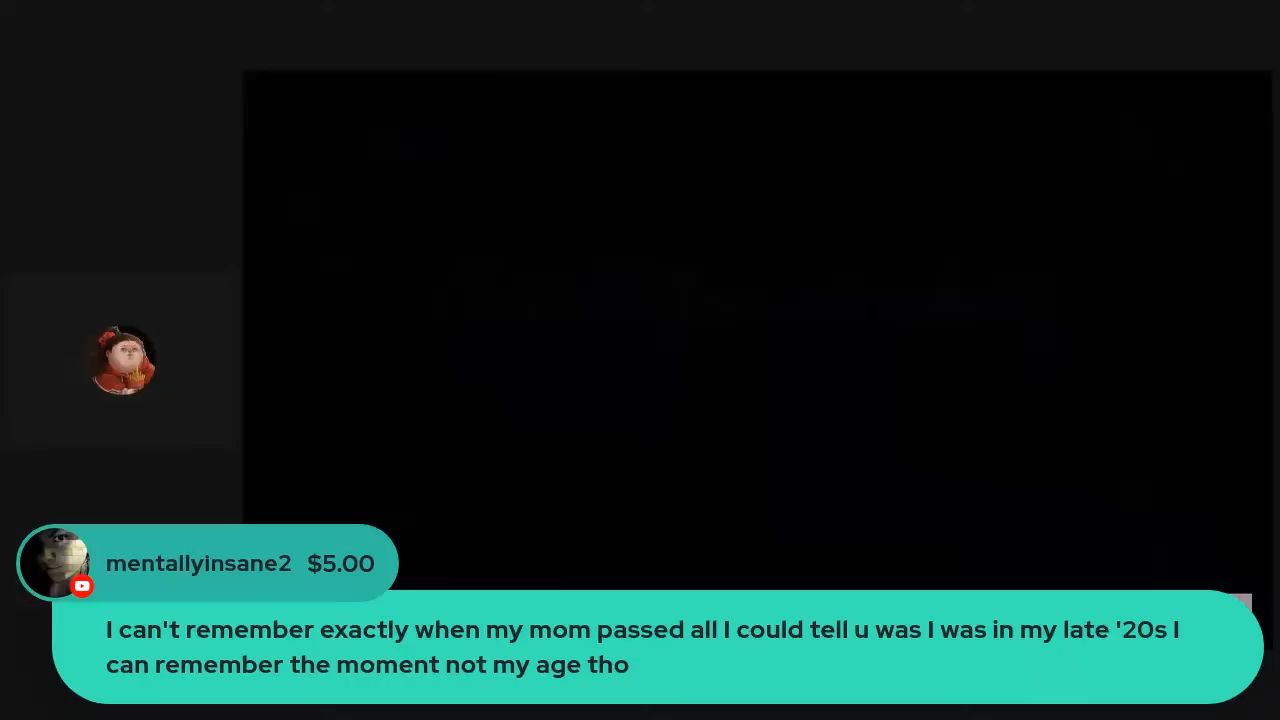 mentallyinsane2 $5.00
I can't remember exactly when my mom passed all I could tell u was I was in my late '20s I
can remember the moment not my age tho